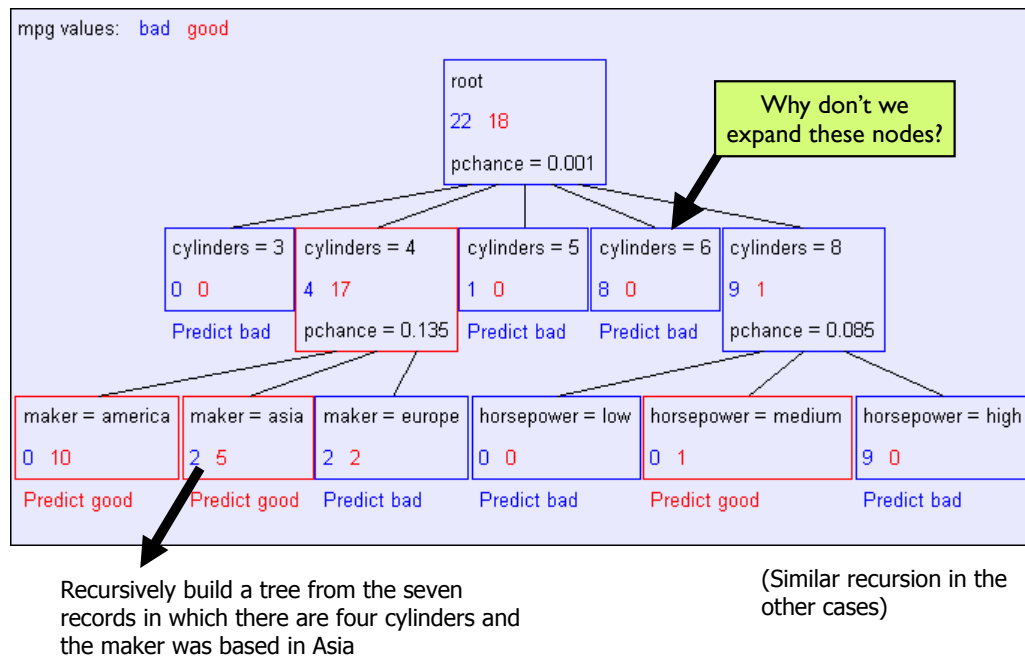 mpg values: bad good
root
22 18
pchance = 0.001
Why don't we
expand these nodes?
cylinders = 3
0 0
Predict bad
cylinders = 4
4 17
pchance = 0.135
cylinders = 5
1 0
Predict bad
cylinders = 6
8 0
Predict bad
cylinders = 8
9 1
pchance = 0.085
maker = america
0 10
Predict good
maker = asia
2 5
Predict good
maker = europe
2 2
Predict bad
horsepower = low
0 0
Predict bad
horsepower = medium
0 1
Predict good
horsepower = high
9 0
Predict bad
Recursively build a tree from the seven
records in which there are four cylinders and
the maker was based in Asia
(Similar recursion in the
other cases)